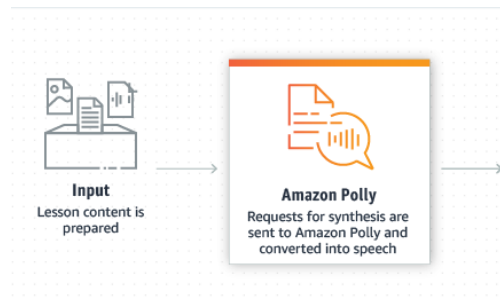 Input
Lesson content is
prepared
Amazon Polly
Requests for synthesis are
sent to Amazon Polly and
converted into speech